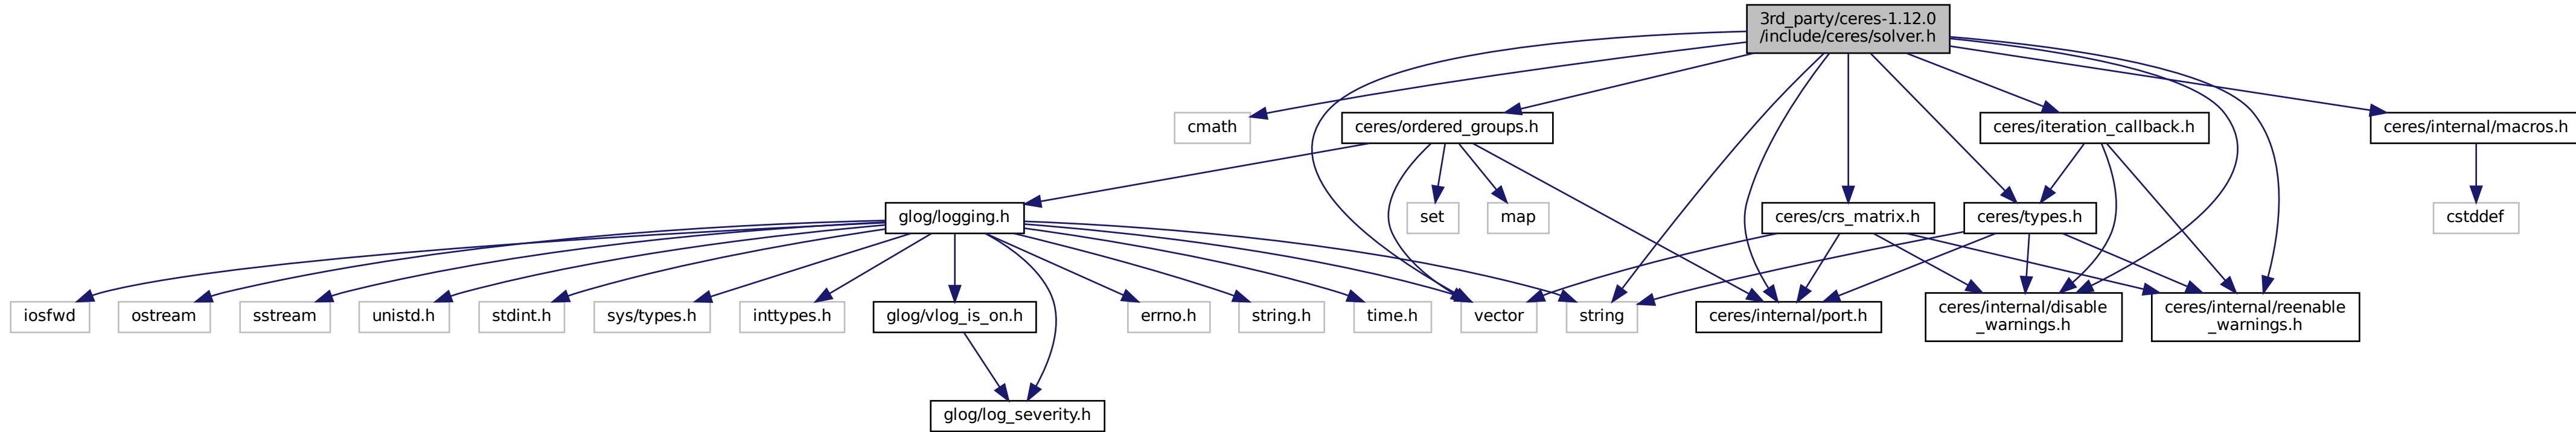 3rd_party/ceres-1.12.0
/include/ceres/solver.h
cmath
ceres/ordered_groups.h
ceres/iteration_callback.h
ceres/internal/macros.h
glog/logging.h
set
map
ceres/crs_matrix.h
ceres/types.h
cstddef
iosfwd
ostream
sstream
unistd.h
stdint.h
sys/types.h
inttypes.h
glog/vlog_is_on.h
errno.h
string.h
time.h
vector
string
ceres/internal/port.h
ceres/internal/disable
_warnings.h
ceres/internal/reenable
_warnings.h
glog/log_severity.h